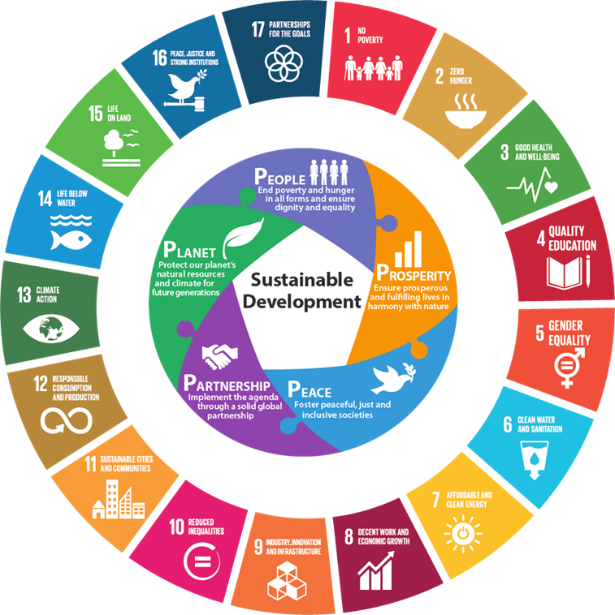 17 PARTNERSHIPS
FOR THE GOALS
1 NO
POVERTY
2 ZERO
HUNGER
3 GOOD HEALTH
AND WELL-BEING
4 QUALITY
EDUCATION
5 GENDER
EQUALITY
6 CLEAN WATER
AND SANITATION
7 AFFORDABLE AND
CLEAN ENERGY
8 DECENT WORK AND
ECONOMIC GROWTH
9 INDUSTRY, INNOVATION
AND INFRASTRUCTURE
10 REDUCED
INEQUALITIES
11 SUSTAINABLE CITIES
AND COMMUNITIES
12 RESPONSIBLE
CONSUMPTION
AND PRODUCTION
13 CLIMATE
ACTION
14 LIFE BELOW
WATER
15 LIFE
ON LAND
16 PEACE, JUSTICE AND
STRONG INSTITUTIONS
PEOPLE
End poverty and hunger
in all forms and ensure
dignity and equality
PROSPERITY
Ensure prosperous
and fulfilling lives in
harmony with nature
PEACE
Foster peaceful, just and
inclusive societies
PARTNERSHIP
Implement the agenda
through a solid global
partnership
PLANET
Protect our planet's
natural resources
and climate for
future generations
Sustainable
Development